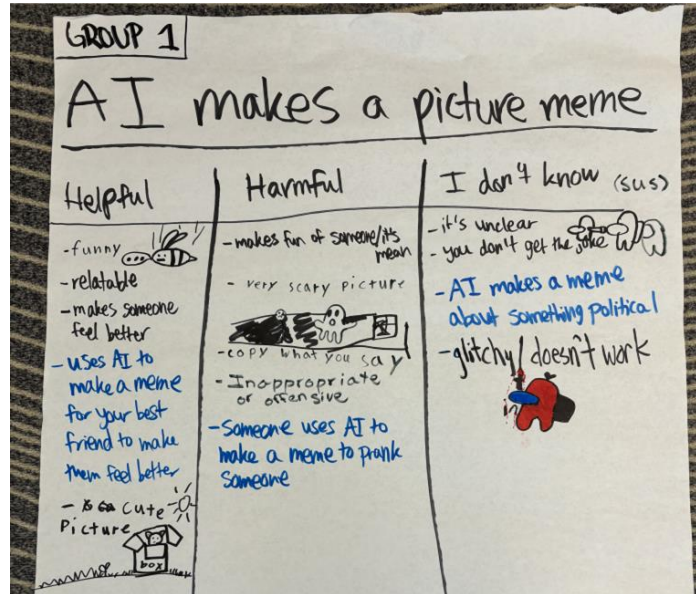 GROUP 1
AI makes a picture meme
Helpful
-funny
-relatable
-makes someone
feel better
-uses AI to
make a meme
for your best
friend to make
them feel better
- cute
Picture
box
Harmful
-makes fun of someone/it's
mean
- very scary picture
-copy what you say
-Inappropriate
or offensive
-Someone uses AI to
make a meme to prank
someone
I don't know (sus)
-it's unclear
-you don't get the joke
-AI makes a meme
about something political
-glitchy/doesn't work